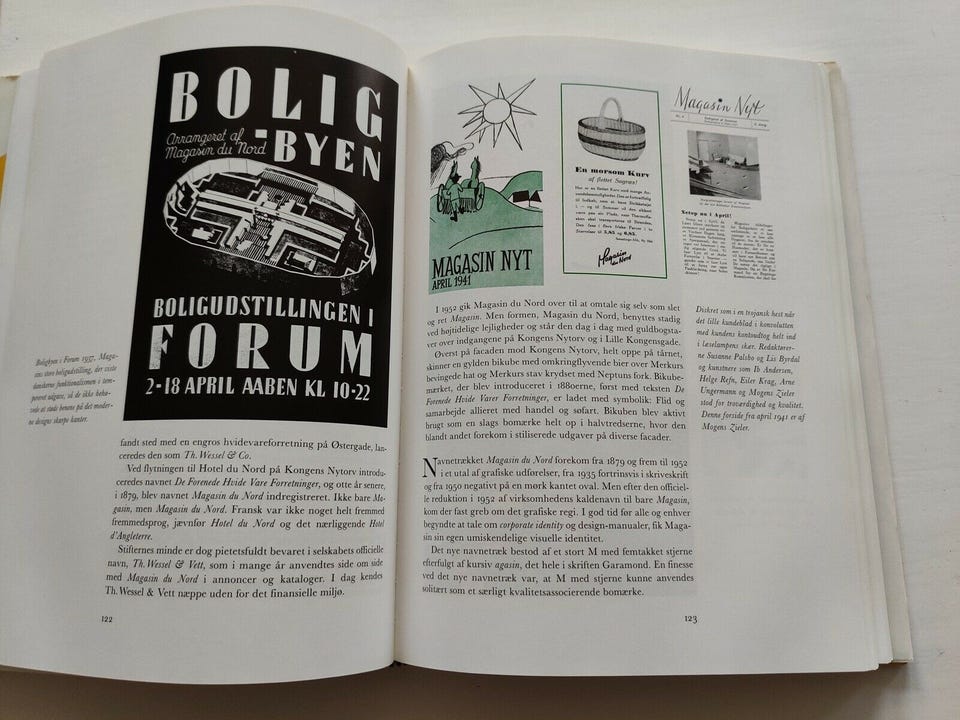 BOLIG
Arrangeret af
Magasin du Nord
-BYEN
BOLIGUDSTILLINGEN I
FORUM
2-18 APRIL AABEN KL 10-22
Boligbyen i Forum 1937, Maga-
sins store boligudstilling, der viste
danskerne funktionalismen i tem-
pereret udgave, så de ikke behø-
vede at støde benene på det moder-
ne designs skarpe kanter.
fandt sted med en engros hvidevareforretning på Østergade, lan-
ceredes den som Th. Wessel & Co.
Ved flytningen til Hotel du Nord på Kongens Nytorv introdu-
ceredes navnet De Forenede Hvide Vare Forretninger, og otte år senere,
i 1879, blev navnet Magasin du Nord indregistreret. Ikke bare Ma-
gasin, men Magasin du Nord. Fransk var ikke noget helt fremmed
fremmedsprog, jævnfør Hotel du Nord og det nærliggende Hotel
d'Angleterre.
Stifternes minde er dog pietetsfuldt bevaret i selskabets officielle
navn, Th. Wessel & Vett, som i mange år anvendtes side om side
med Magasin du Nord i annoncer og kataloger. I dag kendes
Th. Wessel & Vett næppe uden for det finansielle miljø.
122
MAGASIN NYT
APRIL 1941
En morsom Kurv
af flettet Søgræs!
Magasin
du Nord
Magasin Nyt
Netop nu i April!
I 1952 gik Magasin du Nord over til at omtale sig selv som slet
og ret Magasin. Men formen, Magasin du Nord, benyttes stadig
ved højtidelige lejligheder og står den dag i dag med guldbogsta-
ver over indgangene på Kongens Nytorv og i Lille Kongensgade.
Øverst på facaden mod Kongens Nytorv, helt oppe på tårnet,
skinner en gylden bikube med omkringflyvende bier over Merkurs
bevingede hat og Merkurs stav krydset med Neptuns fork. Bikube-
mærket, der blev introduceret i 1880erne, først med teksten De
Forenede Hvide Varer Forretninger, er ladet med symbolik: Flid og
samarbejde allieret med handel og søfart. Bikuben blev aktivt
brugt som en slags bomærke helt op i halvtredserne, hvor den
blandt andet forekom i stiliserede udgaver på diverse facader.
Navnetrækket Magasin du Nord forekom fra 1879 og frem til 1952
i et utal af grafiske udførelser, fra 1935 fortrinsvis i skriveskrift
og fra 1950 negativt på en mørk kantet oval. Men efter den officiel-
le reduktion i 1952 af virksomhedens kaldenavn til bare Magasin,
kom der fast greb om det grafiske regi. I god tid før alle og enhver
begyndte at tale om corporate identity og design-manualer, fik Maga-
sin sin egen umiskendelige visuelle identitet.
Det nye navnetræk bestod af et stort M med femtakket stjerne
efterfulgt af kursiv agasin, det hele i skriften Garamond. En finesse
ved det nye navnetræk var, at M med stjerne kunne anvendes
solitært som et særligt kvalitetsassocierende bomærke.
Diskret som i en trojansk hest når
det lille kundeblad i konvolutten
med kundens kontoudtog helt ind
i læselampens skær. Redaktører-
ne Susanne Palsbo og Lis Byrdal
og kunstnere som Ib Andersen,
Helge Refn, Eiler Krag, Arne
Ungermann og Mogens Zieler
stod for troværdighed og kvalitet.
Denne forside fra april 1941 er af
Mogens Zieler.
123